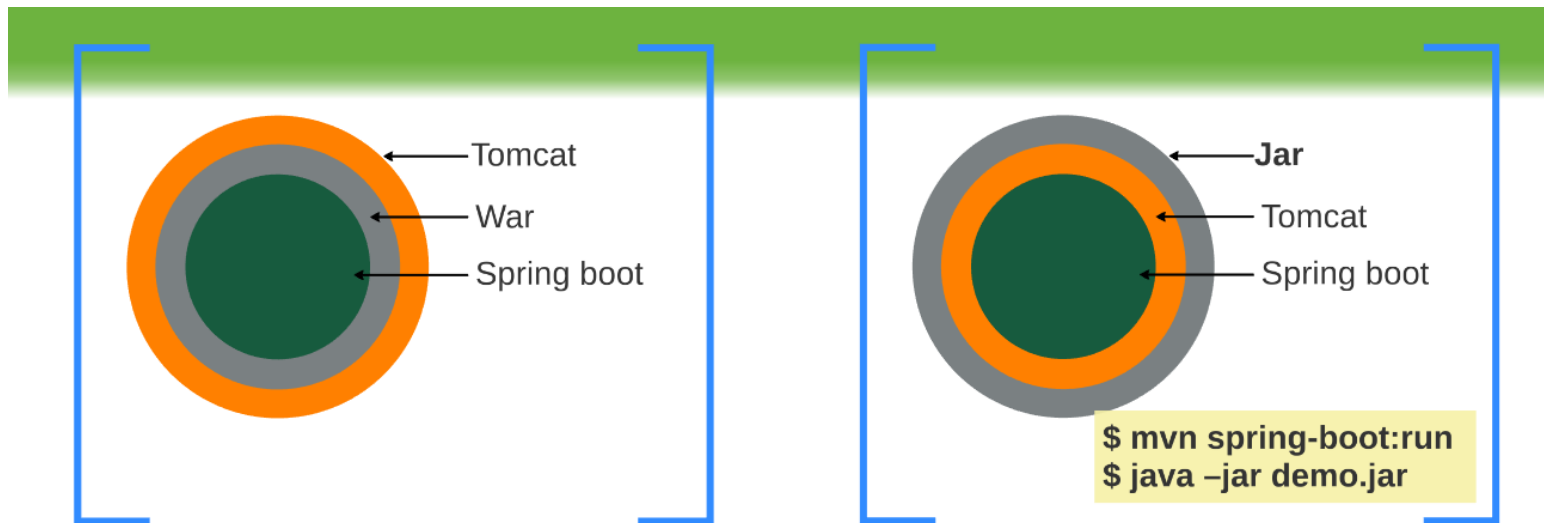 Tomcat
War
Spring boot
Jar
Tomcat
Spring boot
$ mvn spring-boot:run
$ java –jar demo.jar